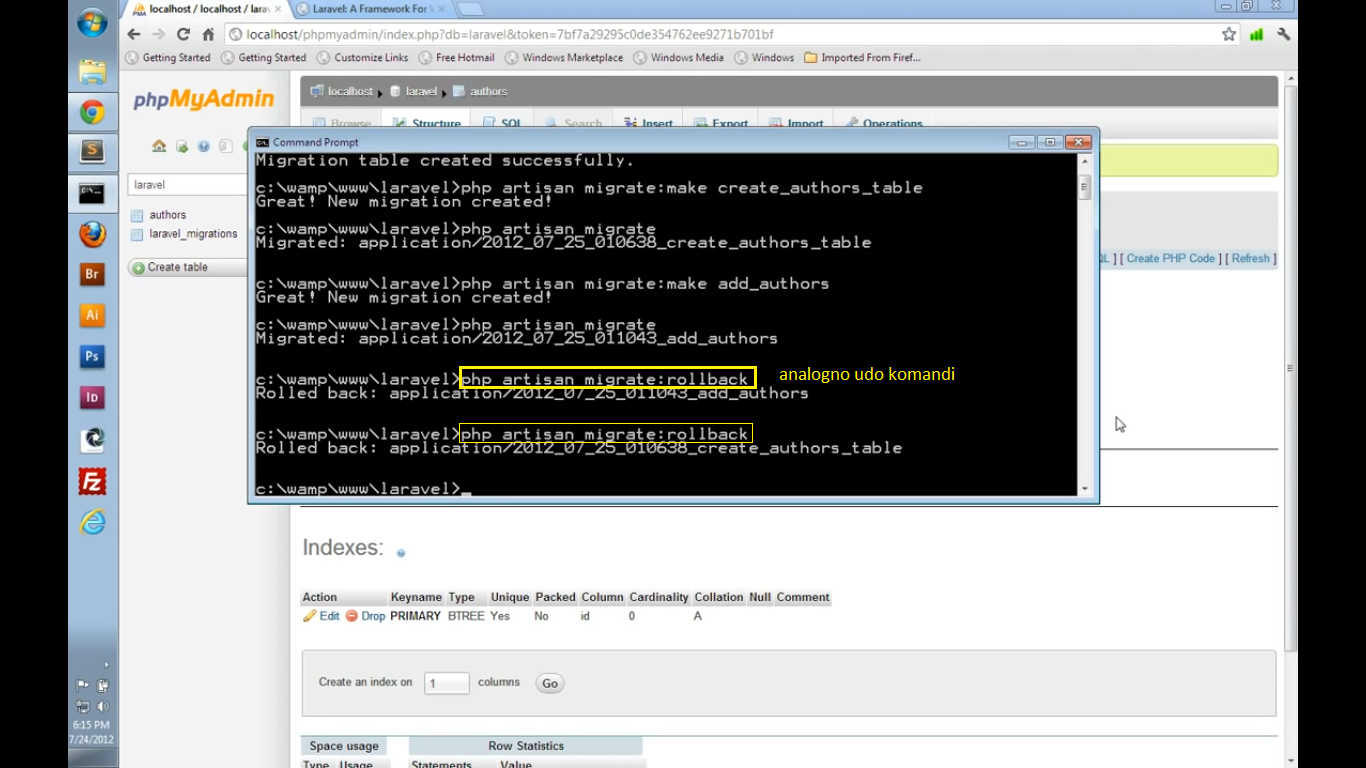 localhost / localhost / larav
Laravel: A Framework For
localhost/phpmyadmin/index.php?db=laravel&token=7bf7a29295c0de354762ee9271b701bf
Getting Started Getting Started Customize Links Free Hotmail Windows Marketplace Windows Media Windows Imported From Firef...
phpMyAdmin
localhost laravel authors
Browse Structure SQL Search Insert Export Import Operations
laravel
authors
laravel_migrations
Create table
Command Prompt
Migration table created successfully.
c:\wamp\www\laravel>php artisan migrate:make create_authors_table
Great! New migration created!
c:\wamp\www\laravel>php artisan migrate
Migrated: application/2012_07_25_010638_create_authors_table
c:\wamp\www\laravel>php artisan migrate:make add_authors
Great! New migration created!
c:\wamp\www\laravel>php artisan migrate
Migrated: application/2012_07_25_011043_add_authors
c:\wamp\www\laravel>php artisan migrate:rollback analogno udo komandi
Rolled back: application/2012_07_25_011043_add_authors
c:\wamp\www\laravel>php artisan migrate:rollback
Rolled back: application/2012_07_25_010638_create_authors_table
c:\wamp\www\laravel>_
] [ Create PHP Code ] [ Refresh ]
Indexes:
Action Keyname Type Unique Packed Column Cardinality Collation Null Comment
Edit Drop PRIMARY BTREE Yes No id 0 A
Create an index on 1 columns Go
Space usage Row Statistics
Type Usage Statements Value
Br
Ai
Ps
Id
Fz
6:15 PM
7/24/2012